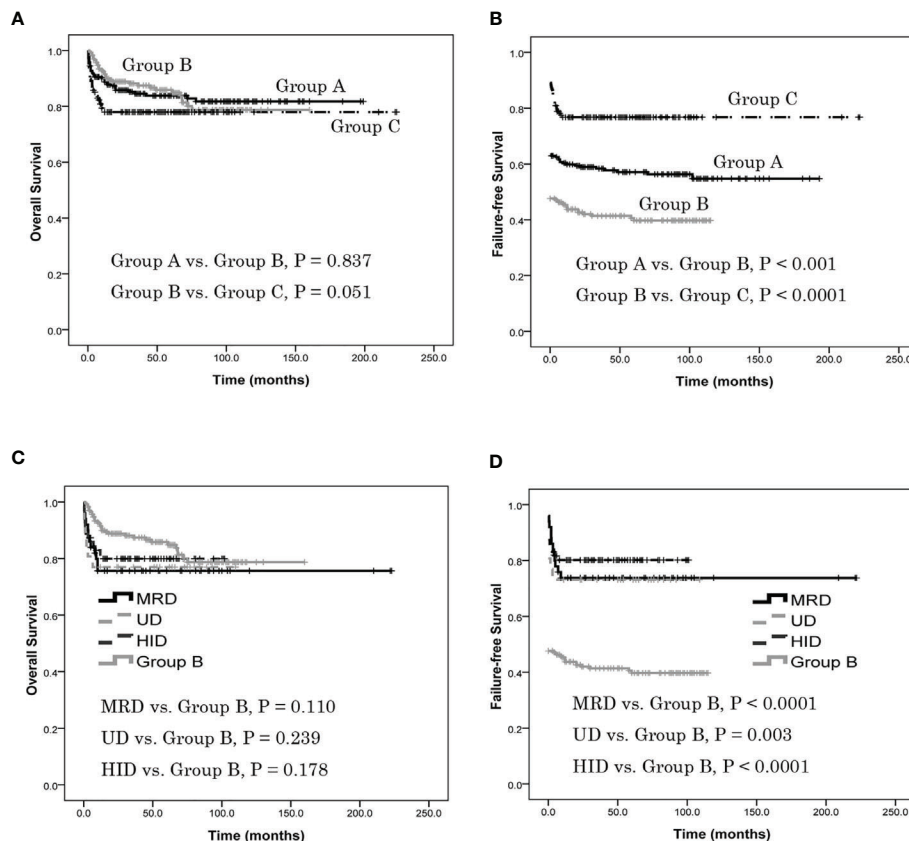 A
Overall Survival
1.0
0.8
0.6
0.4
0.2
0.0
Group B
Group A
Group C
Group A vs. Group B, P = 0.837
Group B vs. Group C, P = 0.051
0.0 50.0 100.0 150.0 200.0 250.0
Time (months)
B
Failure-free Survival
1.0
0.8
0.6
0.4
0.2
0.0
Group C
Group A
Group B
Group A vs. Group B, P < 0.001
Group B vs. Group C, P < 0.0001
0.0 50.0 100.0 150.0 200.0 250.
Time (months)
C
Overall Survival
1.0
0.8
0.6
0.4
0.2
0.0
MRD
UD
HID
Group B
MRD vs. Group B, P = 0.110
UD vs. Group B, P = 0.239
HID vs. Group B, P = 0.178
0.0 50.0 100.0 150.0 200.0 250.0
Time (months)
D
Failure-free Survival
1.0
0.8
0.6
0.4
0.2
0.0
MRD
UD
HID
Group B
MRD vs. Group B, P < 0.0001
UD vs. Group B, P = 0.003
HID vs. Group B, P < 0.0001
0.0 50.0 100.0 150.0 200.0 250.
Time (months)